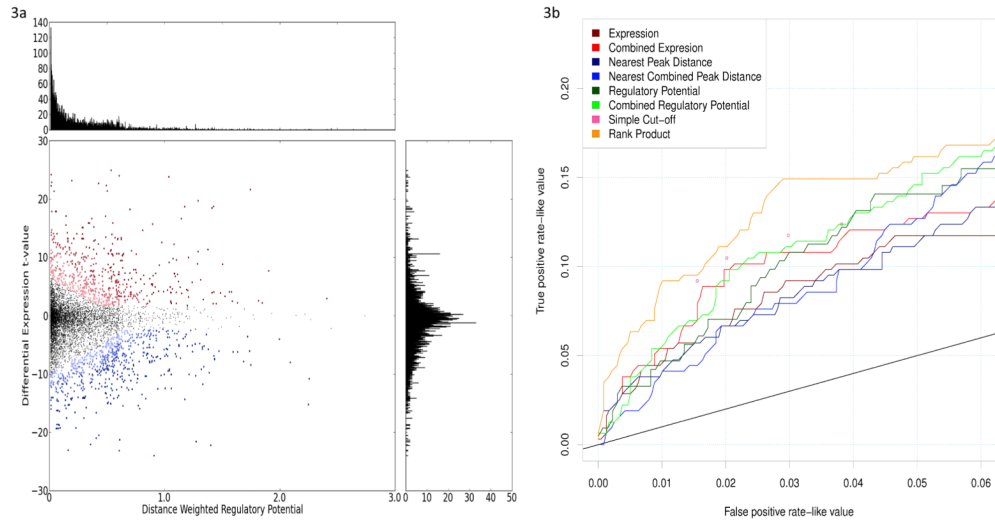 3a
140
120
100
80
60
40
20
0
30
20
10
0
−10
−20
−30
Differential Expression t-value
0
1.0
2.0
3.0
Distance Weighted Regulatory Potential
0 10 20 30 40 50
3b
Expression
Combined Expresion
Nearest Peak Distance
Nearest Combined Peak Distance
Regulatory Potential
Combined Regulatory Potential
Simple Cut−off
Rank Product
True positive rate−like value
0.20
0.15
0.10
0.05
0.00
0.00 0.01 0.02 0.03 0.04 0.05 0.06
False positive rate−like value